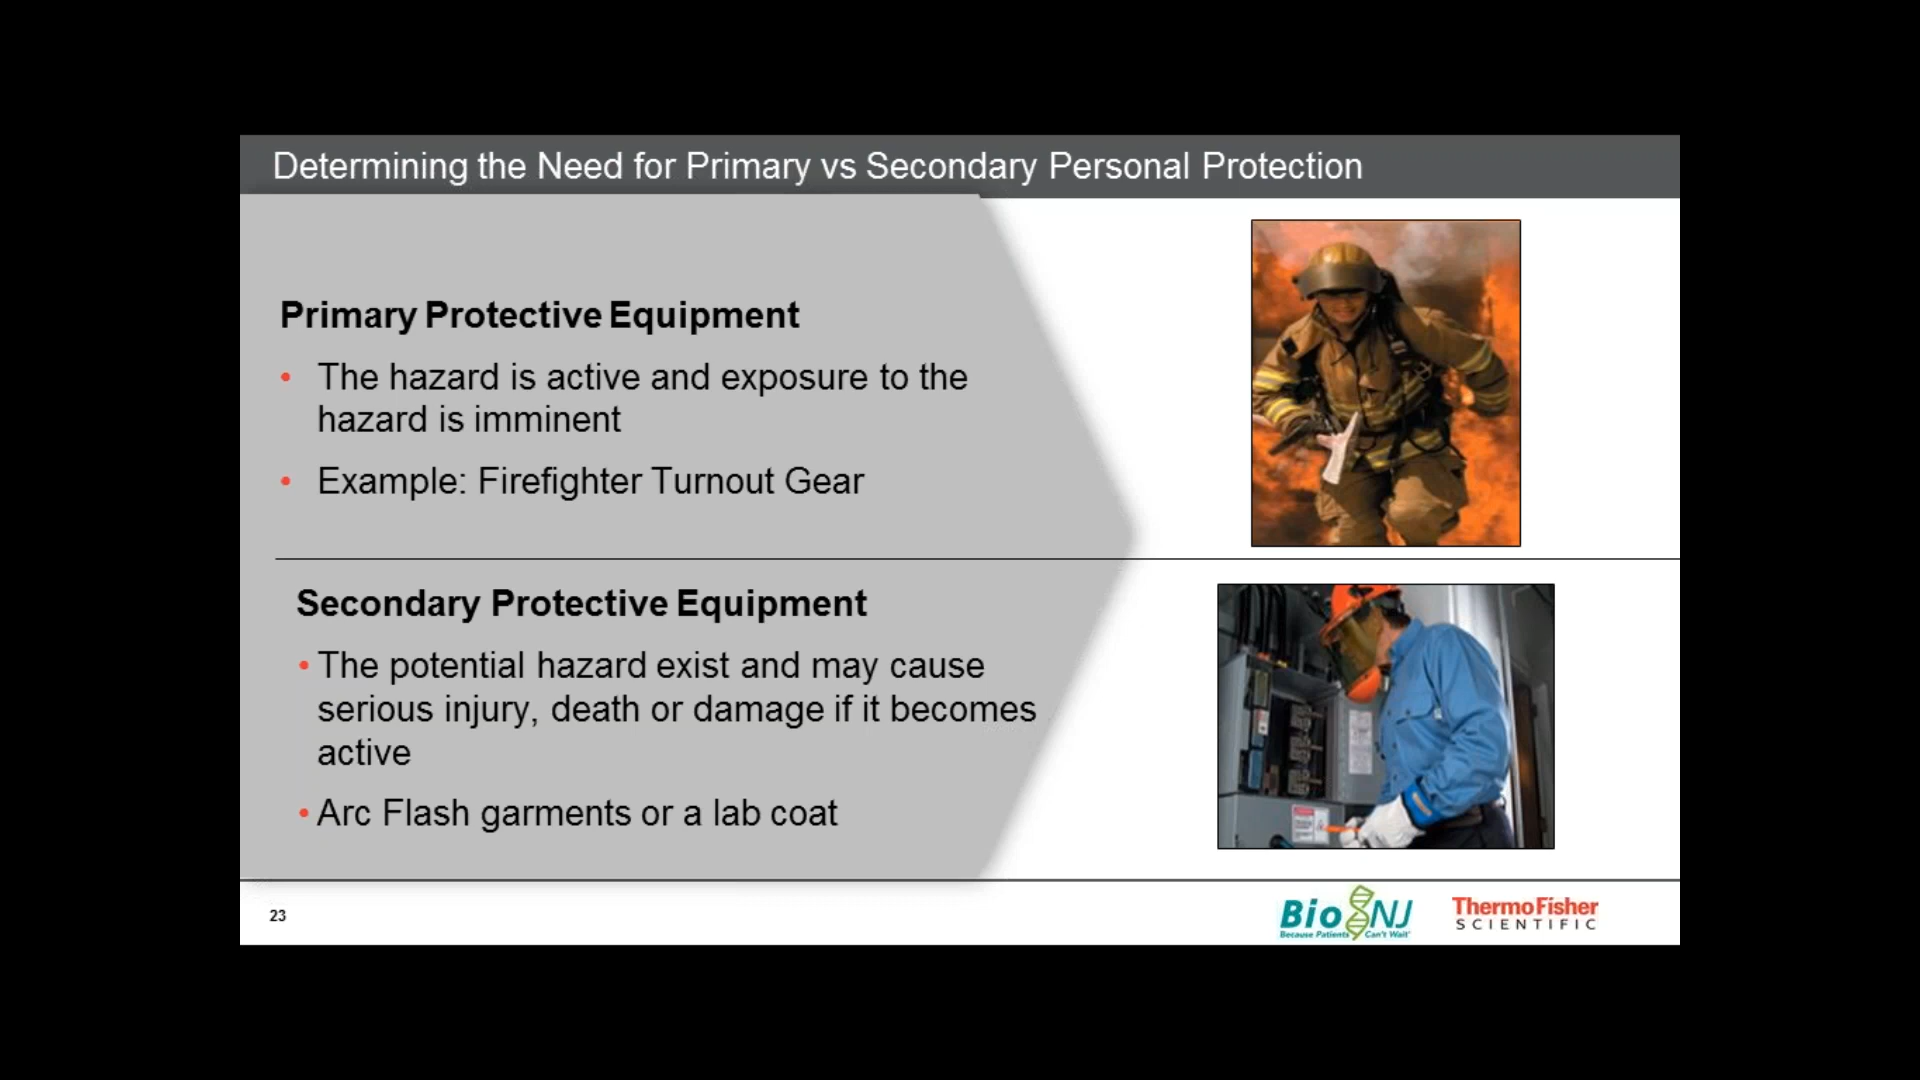 Determining the Need for Primary vs Secondary Personal Protection
Primary Protective Equipment
• The hazard is active and exposure to the
hazard is imminent
• Example: Firefighter Turnout Gear
Secondary Protective Equipment
• The potential hazard exist and may cause
serious injury, death or damage if it becomes
active
• Arc Flash garments or a lab coat
23
BioNJ
Because Patients Can't Wait
ThermoFisher
SCIENTIFIC